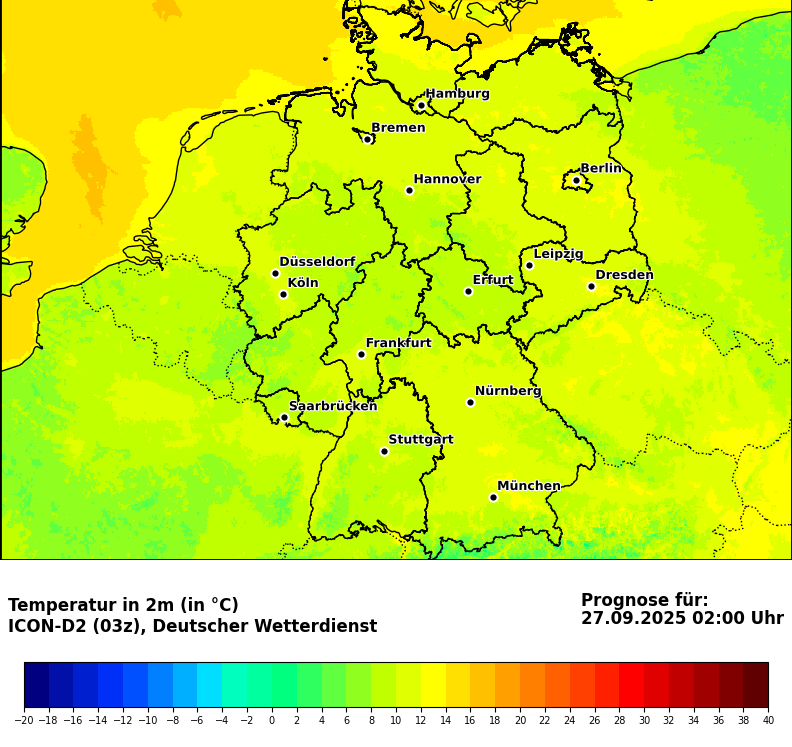 Hamburg
Bremen
Berlin
Hannover
Leipzig
Düsseldorf
Dresden
Köln
Erfurt
Frankfurt
Nürnberg
Saarbrücken
Stuttgart
München
Temperatur in 2m (in °C)
ICON-D2 (03z), Deutscher Wetterdienst
Prognose für:
27.09.2025 02:00 Uhr
−20 −18 −16 −14 −12 −10 −8 −6 −4 −2 0 2 4 6 8 10 12 14 16 18 20 22 24 26 28 30 32 34 36 38 40